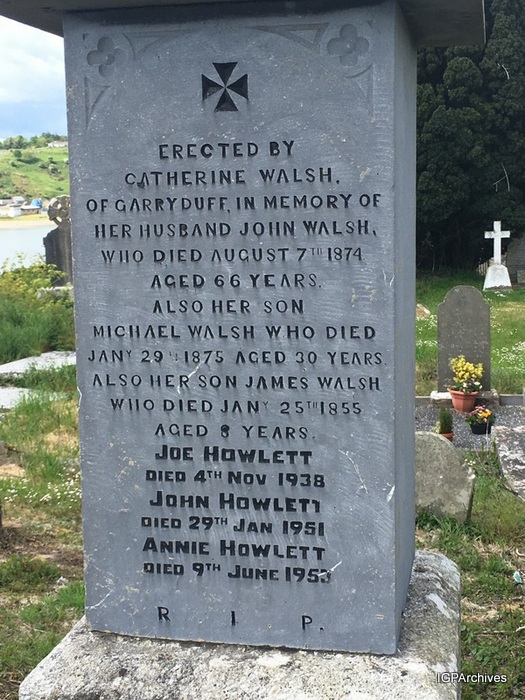 ERECTED BY
CATHERINE WALSH,
OF GARRYDUFF, IN MEMORY OF
HER HUSBAND JOHN WALSH,
WHO DIED AUGUST 7TH 1874
AGED 66 YEARS.
ALSO HER SON
MICHAEL WALSH WHO DIED
JANY 29TH 1875 AGED 30 YEARS
ALSO HER SON JAMES WALSH
WHO DIED JANY 25TH 1855
AGED 8 YEARS.
JOE HOWLETT
DIED 4TH NOV 1938
JOHN HOWLETT
DIED 29TH JAN 1951
ANNIE HOWLETT
DIED 9TH JUNE 1953
R I P.
IGPArchives